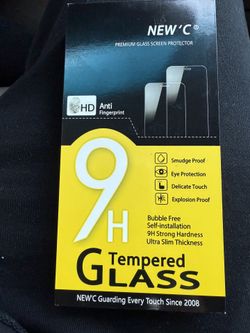 NEW'C®
PREMIUM GLASS SCREEN PROTECTOR
HD
Anti
Fingerprint
9H
Smudge Proof
Eye Protection
Delicate Touch
Explosion Proof
Bubble Free
Self-installation
9H Strong Hardness
Ultra Slim Thickness
Tempered
GLASS
NEW'C Guarding Every Touch Since 2008